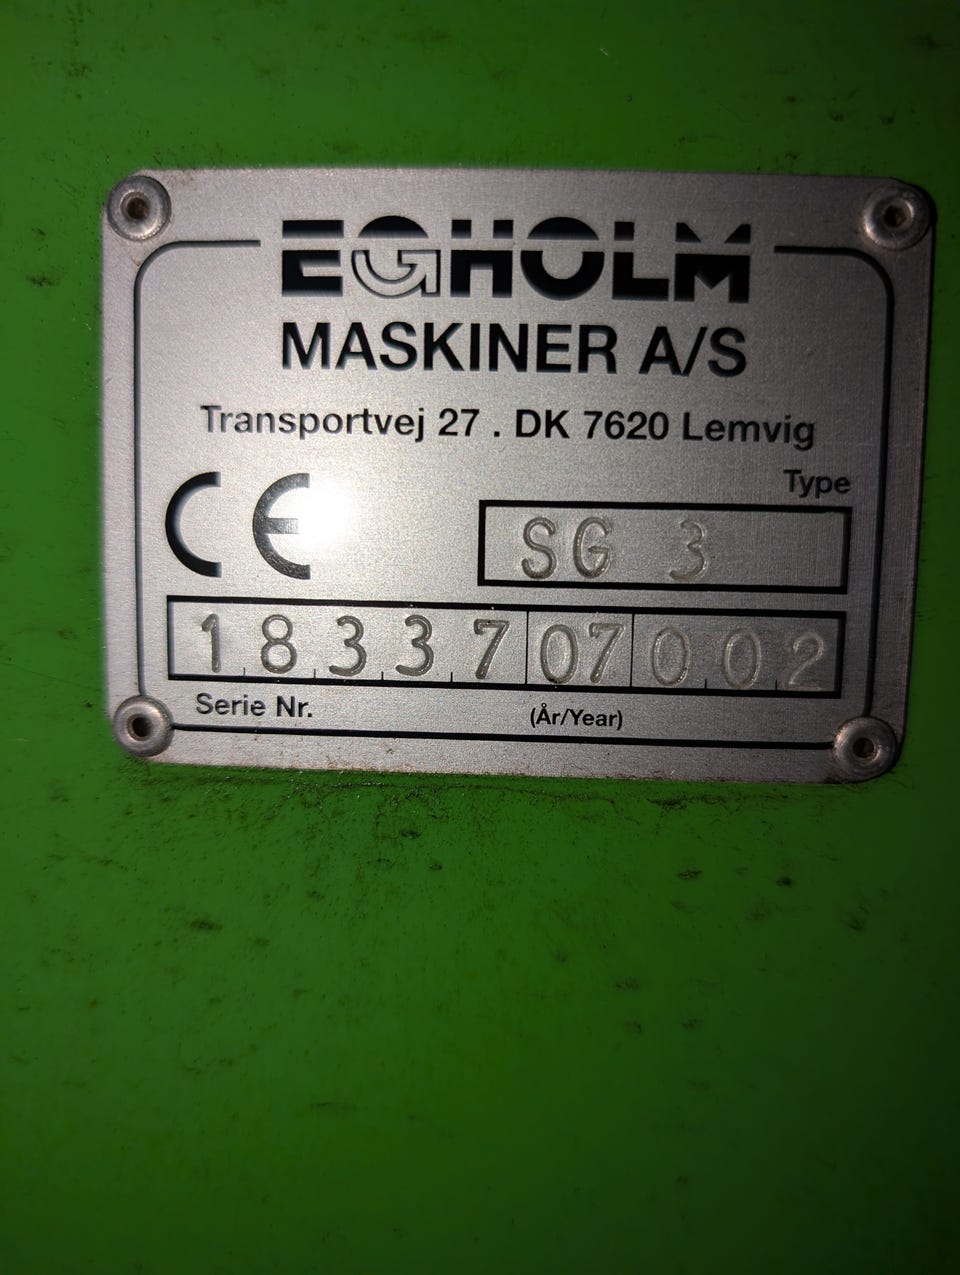 EGHOLM
MASKINER A/S
Transportvej 27 . DK 7620 Lemvig
Type
CE
SG 3
18337 07 002
Serie Nr.
(År/Year)